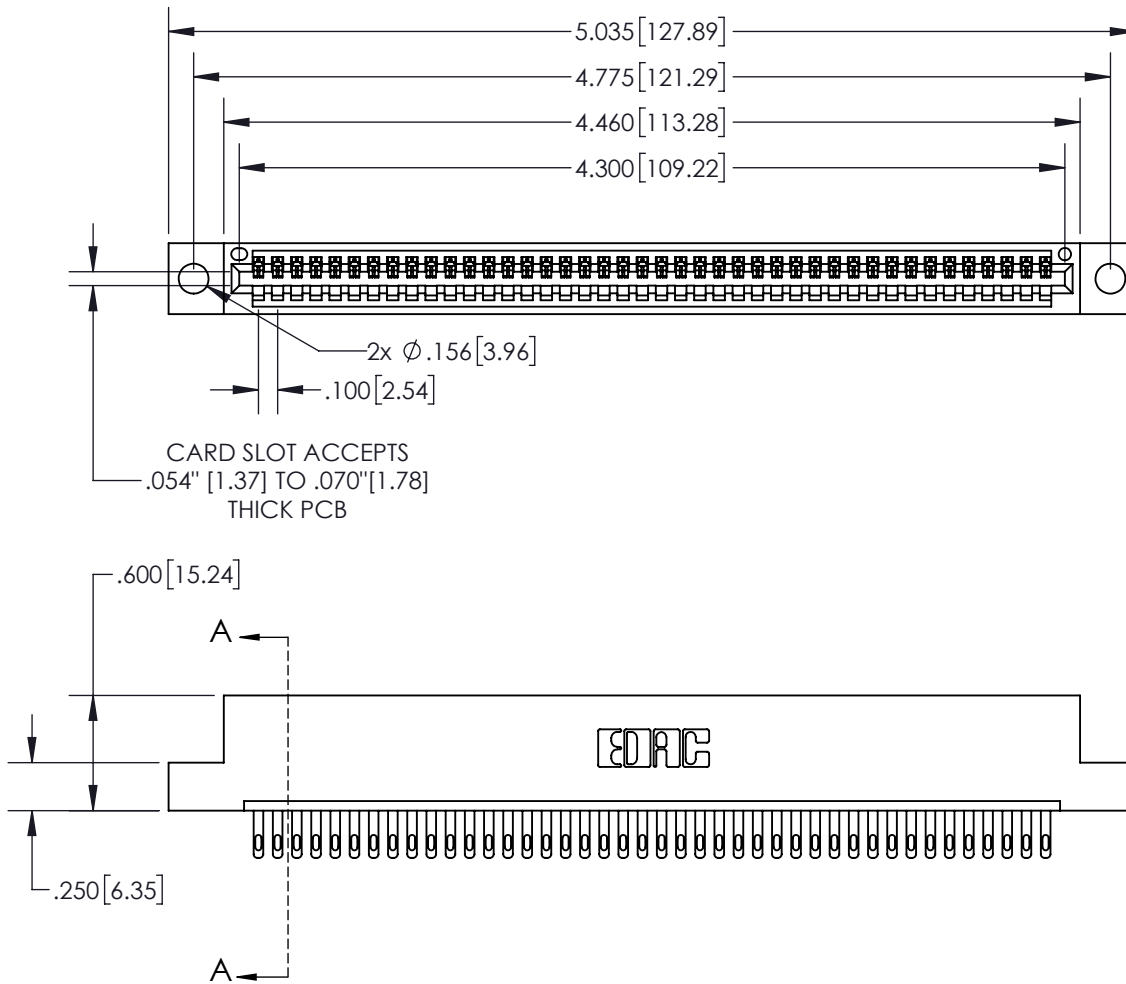 5.035[127.89]
4.775[121.29]
4.460[113.28]
4.300[109.22]
2x Ø.156[3.96]
.100[2.54]
CARD SLOT ACCEPTS
.054" [1.37] TO .070"[1.78]
THICK PCB
.600[15.24]
A
EDAC
.250[6.35]
A